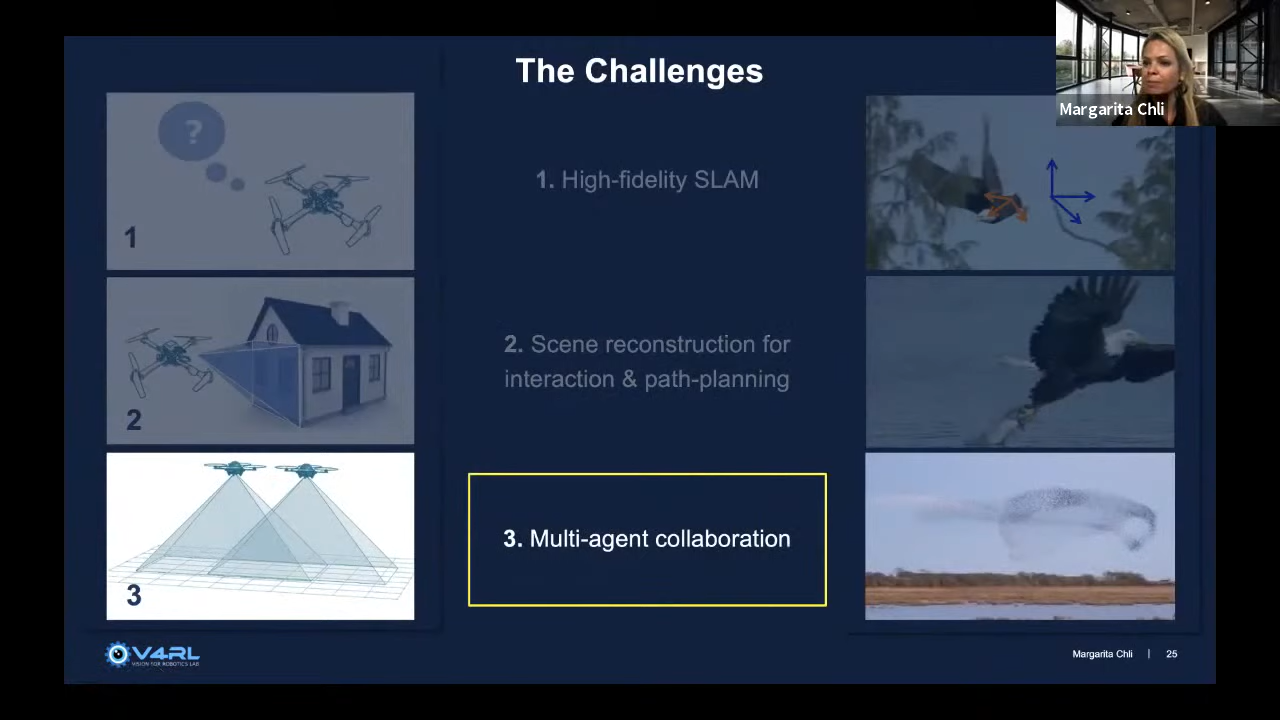 The Challenges
Margarita Chli
?
1
1. High-fidelity SLAM
2
2. Scene reconstruction for
interaction & path-planning
3
3. Multi-agent collaboration
V4RL
VISION FOR ROBOTICS LAB
Margarita Chli | 25